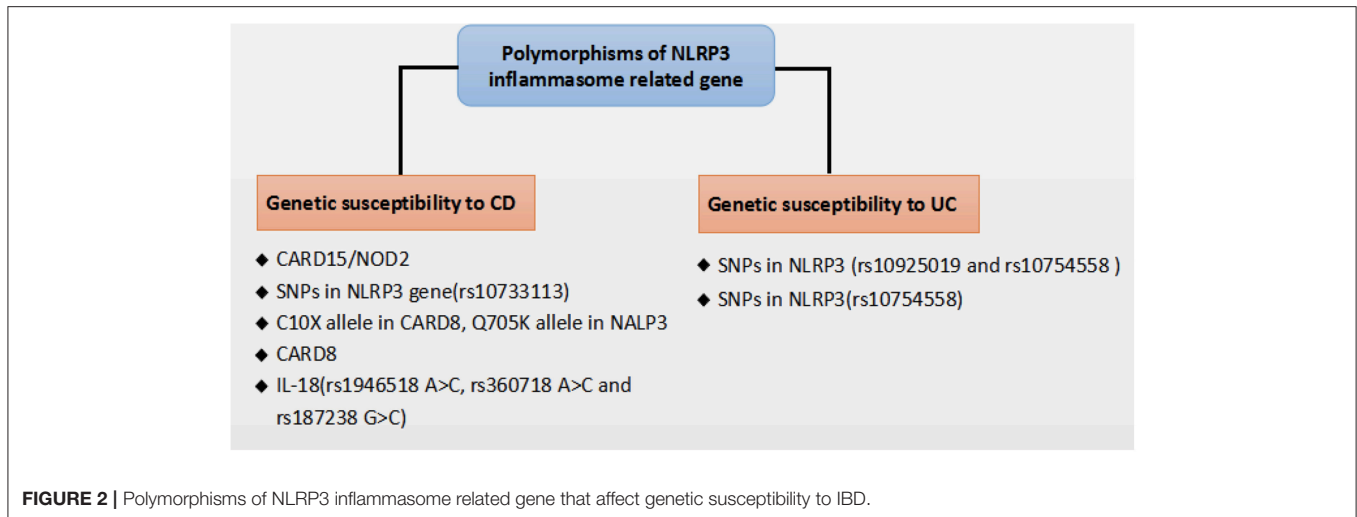 Polymorphisms of NLRP3
inflammasome related gene
Genetic susceptibility to CD
◆ CARD15/NOD2
◆ SNPs in NLRP3 gene(rs10733113)
◆ C10X allele in CARD8, Q705K allele in NALP3
◆ CARD8
◆ IL-18(rs1946518 A>C, rs360718 A>C and
rs187238 G>C)
Genetic susceptibility to UC
◆ SNPs in NLRP3 (rs10925019 and rs10754558 )
◆ SNPs in NLRP3(rs10754558)
FIGURE 2 | Polymorphisms of NLRP3 inflammasome related gene that affect genetic susceptibility to IBD.